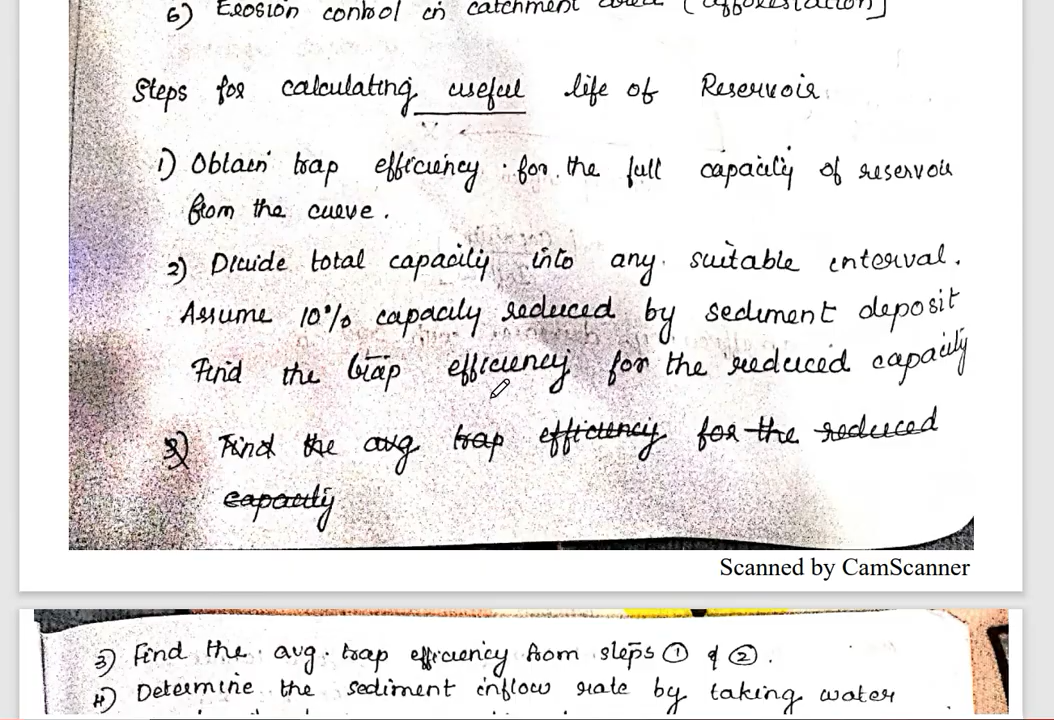 6) Erosion control in catchment area (afforestation)
Steps for calculating useful life of Reservoir
1) Obtain trap efficiency for the full capacity of reservoir
from the curve.
2) Divide total capacity into any suitable interval.
Assume 10% capacity reduced by sediment deposit
Find the trap efficiency for the reduced capacity
3) Find the avg trap efficiency for the reduced
capacity
Scanned by CamScanner
3) Find the avg. trap efficiency from steps ① & ②.
4) Determine the sediment inflow rate by taking water